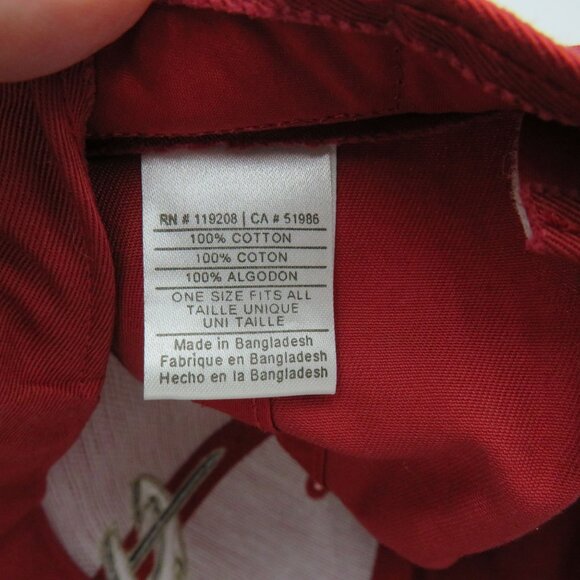 RN # 119208 | CA # 51986
100% COTTON
100% COTON
100% ALGODON
ONE SIZE FITS ALL
TAILLE UNIQUE
UNI TAILLE
Made in Bangladesh
Fabrique en Bangladesh
Hecho en la Bangladesh